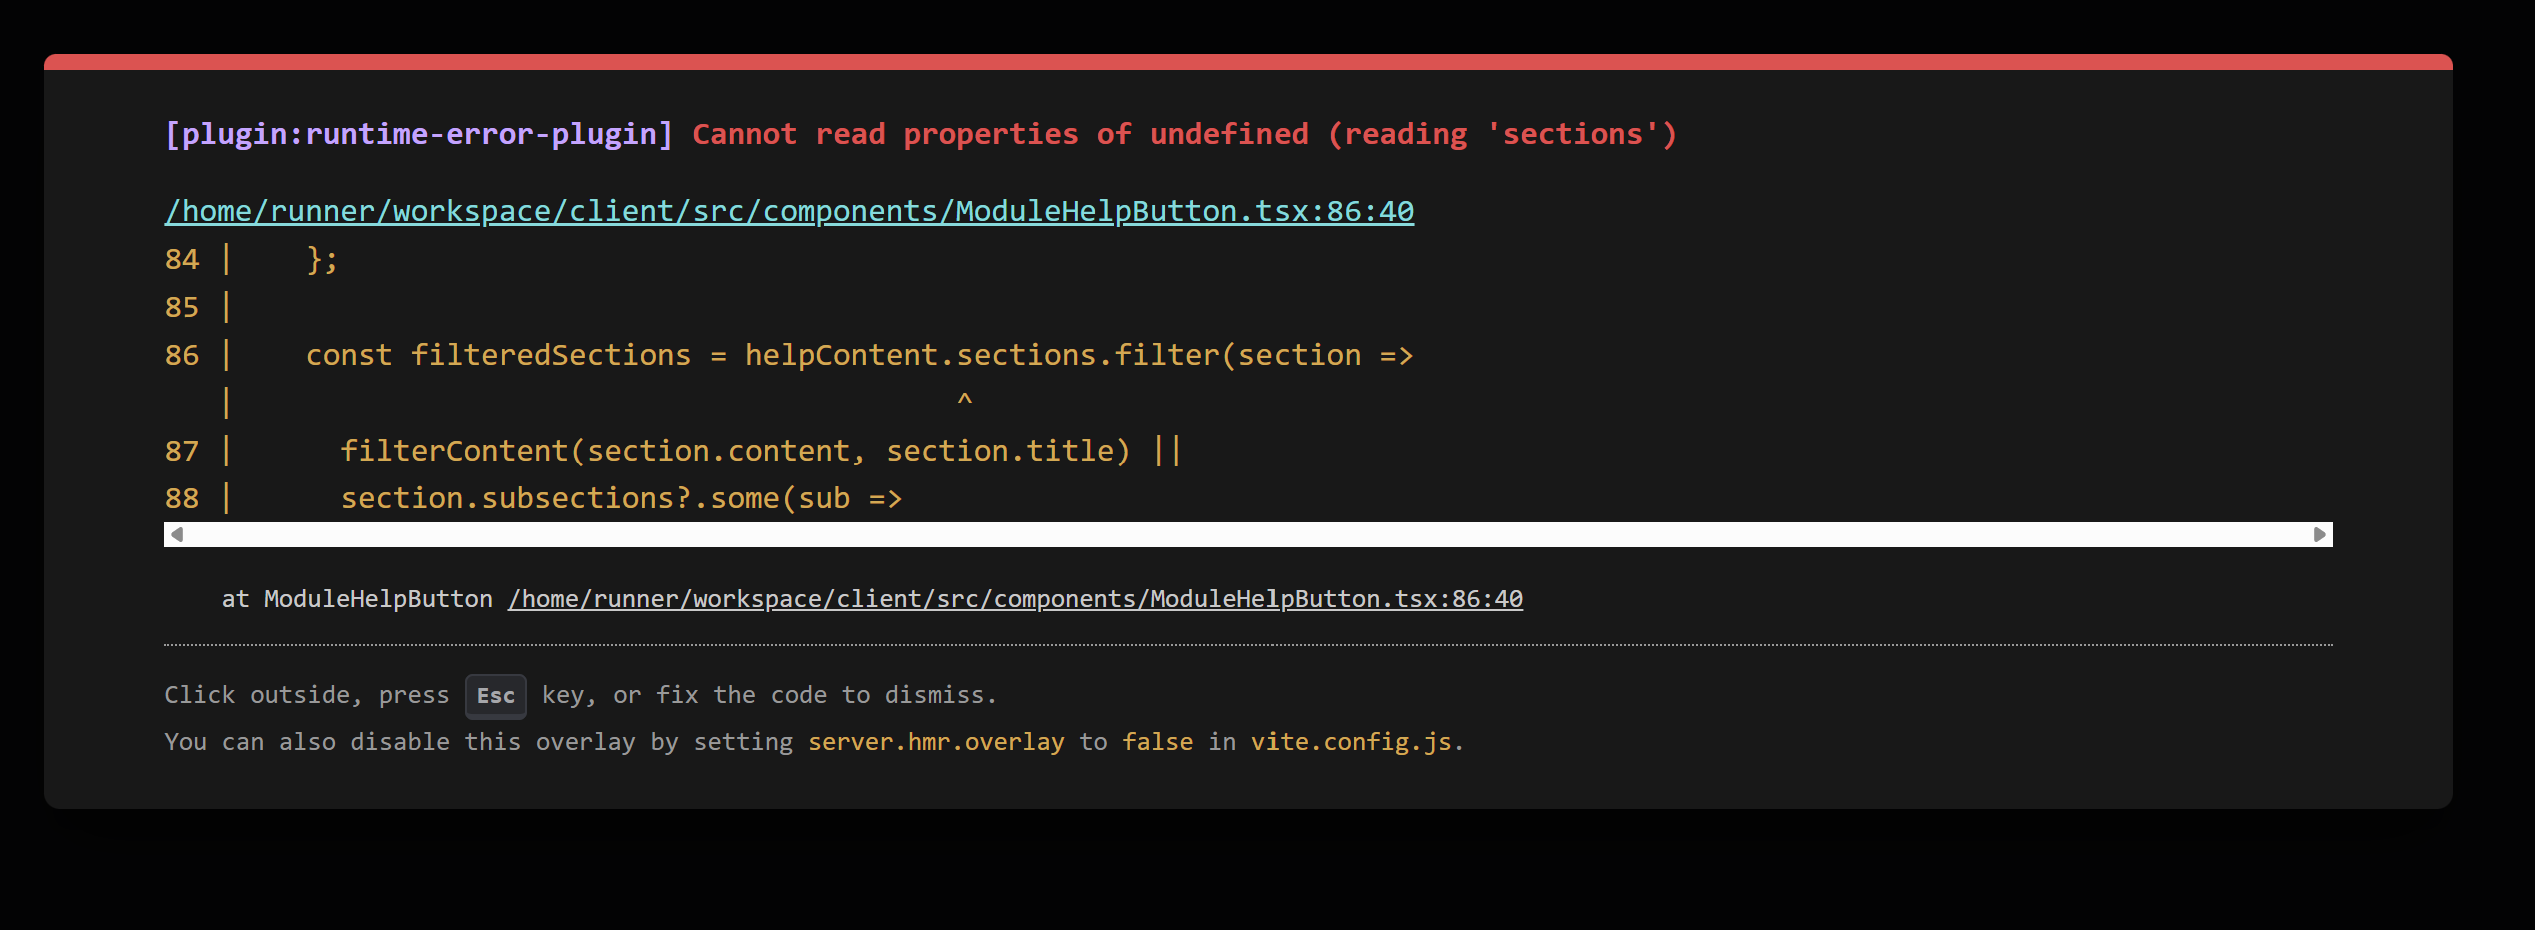 [plugin:runtime-error-plugin] Cannot read properties of undefined (reading 'sections')
/home/runner/workspace/client/src/components/ModuleHelpButton.tsx:86:40
84 |    };
85 |
86 |    const filteredSections = helpContent.sections.filter(section =>
   |                                         ^
87 |      filterContent(section.content, section.title) ||
88 |      section.subsections?.some(sub =>
at ModuleHelpButton /home/runner/workspace/client/src/components/ModuleHelpButton.tsx:86:40
Click outside, press Esc key, or fix the code to dismiss.
You can also disable this overlay by setting server.hmr.overlay to false in vite.config.js.